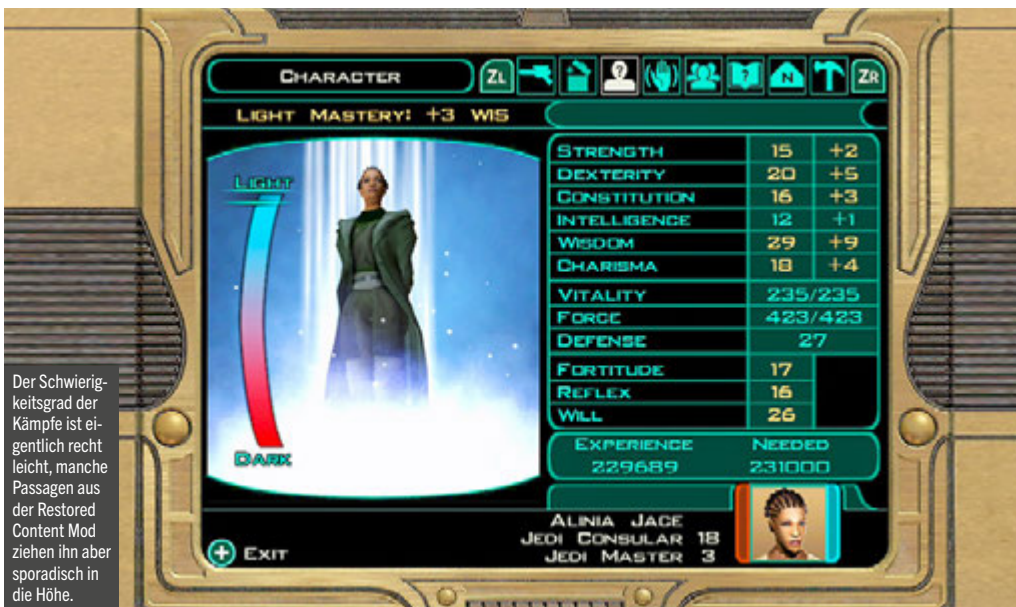 CHARACTER
ZL
?
?
N
ZR
LIGHT MASTERY: +3 WIS
LIGHT
DARK
STRENGTH 15 +2
DEXTERITY 20 +5
CONSTITUTION 16 +3
INTELLIGENCE 12 +1
WISDOM 29 +9
CHARISMA 18 +4
VITALITY 235/235
FORCE 423/423
DEFENSE 27
FORTITUDE 17
REFLEX 16
WILL 26
EXPERIENCE NEEDED
229689 231000
ALINIA JACE
JEDI CONSULAR 18
JEDI MASTER 3
+ EXIT
Der Schwierig-
keitsgrad der
Kämpfe ist ei-
gentlich recht
leicht, manche
Passagen aus
der Restored
Content Mod
ziehen ihn aber
sporadisch in
die Höhe.